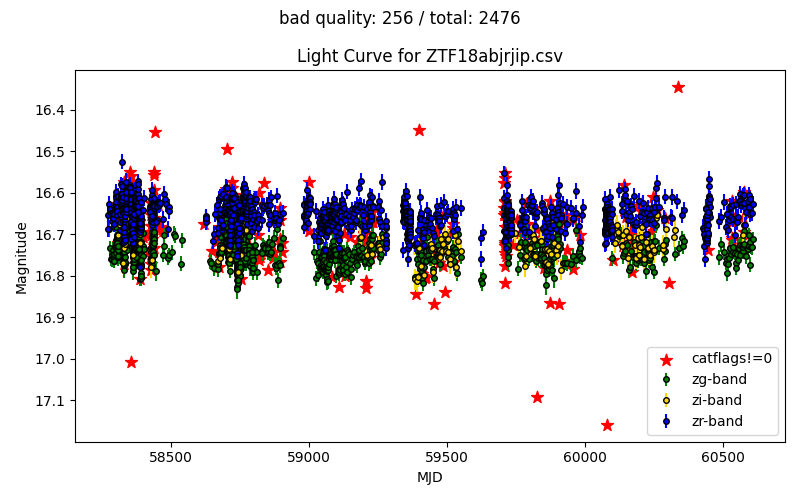 bad quality: 256 / total: 2476
Light Curve for ZTF18abjrjip.csv
16.4
16.5
16.6
16.7
16.8
16.9
17.0
17.1
Magnitude
58500
59000
59500
60000
60500
MJD
catflags!=0
zg-band
zi-band
zr-band